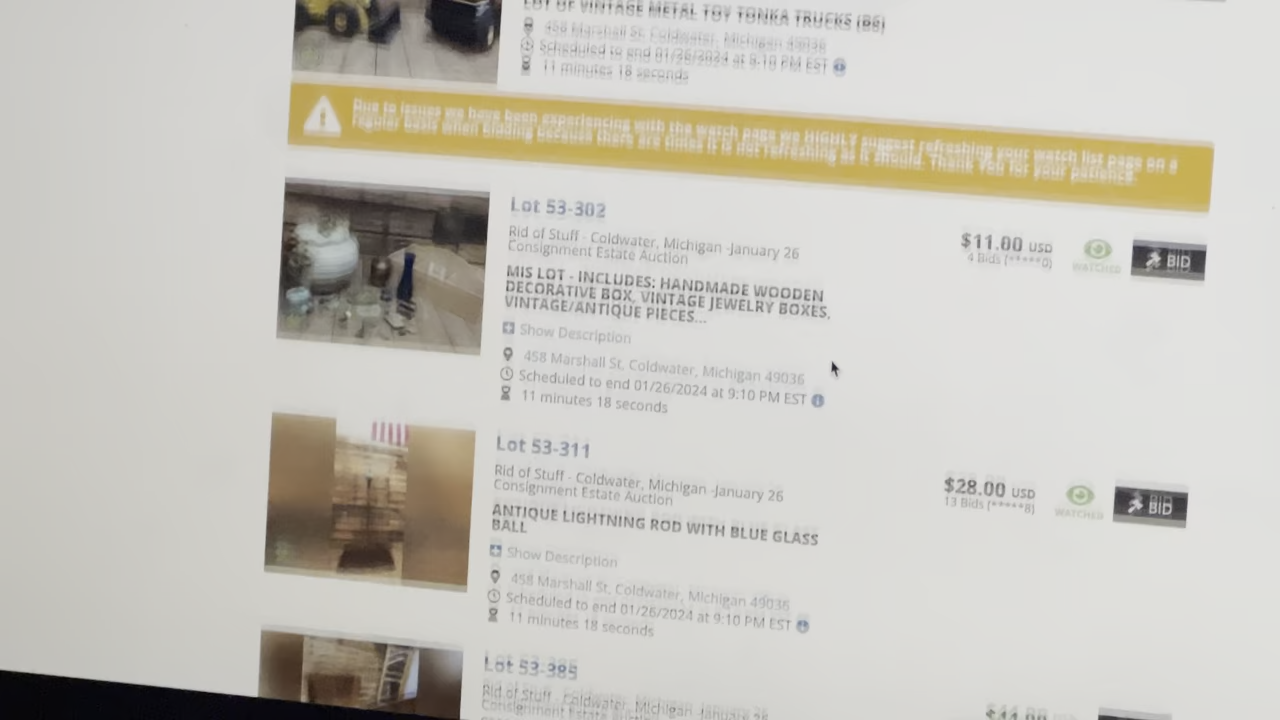 LOT OF VINTAGE METAL TOY TONKA TRUCKS (B6)
458 Marshall St, Coldwater, Michigan 49036
Scheduled to end 01/26/2024 at 9:10 PM EST
11 minutes 18 seconds
Due to issues we have been experiencing with the watch page we HIGHLY suggest refreshing your watch list page on a
regular basis when bidding because there are times it is not refreshing as it should. Thank You for your patience.
Lot 53-302
Rid of Stuff - Coldwater, Michigan -January 26
Consignment Estate Auction
MIS LOT - INCLUDES: HANDMADE WOODEN
DECORATIVE BOX, VINTAGE JEWELRY BOXES,
VINTAGE/ANTIQUE PIECES...
Show Description
458 Marshall St, Coldwater, Michigan 49036
Scheduled to end 01/26/2024 at 9:10 PM EST
11 minutes 18 seconds
$11.00 USD
4 Bids (*****0)
WATCHED
BID
Lot 53-311
Rid of Stuff - Coldwater, Michigan -January 26
Consignment Estate Auction
ANTIQUE LIGHTNING ROD WITH BLUE GLASS
BALL
Show Description
458 Marshall St, Coldwater, Michigan 49036
Scheduled to end 01/26/2024 at 9:10 PM EST
11 minutes 18 seconds
$28.00 USD
13 Bids (*****8)
WATCHED
BID
Lot 53-385
Rid of Stuff - Coldwater, Michigan -January 26
Consignment Estate Auction